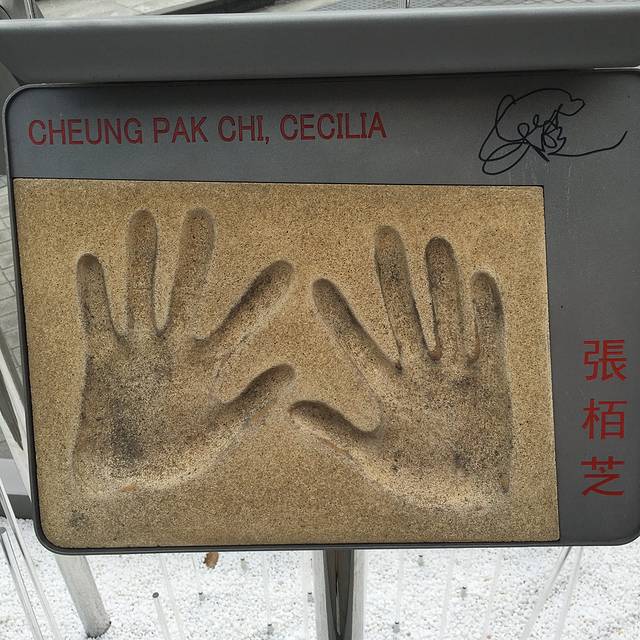 CHEUNG PAK CHI, CECILIA
張栢芝